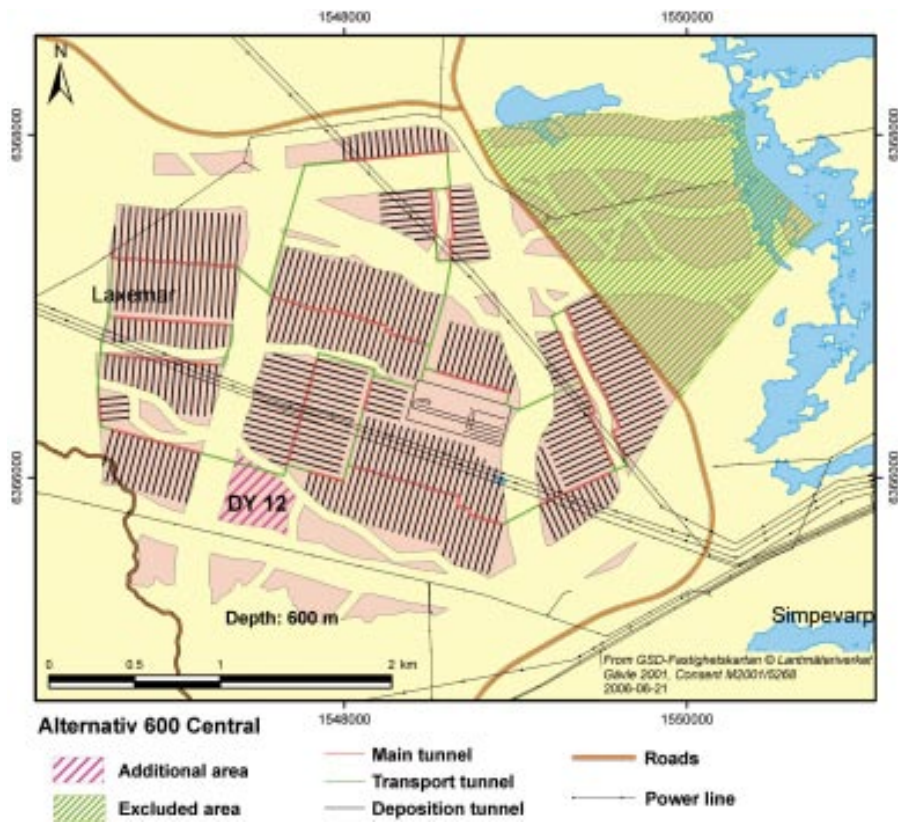 1548000 1550000
N
6368000 6368000
Laxemar
6366000 6366000
DY 12
Depth: 600 m
Simpevarp
0 0.5 1 2 km
From GSD-Fastighetskartan © Lantmäteriverket
Gävle 2001, Consent M2001/5268
2006-06-21
1548000 1550000
Alternativ 600 Central
Additional area
Excluded area
Main tunnel
Transport tunnel
Deposition tunnel
Roads
Power line